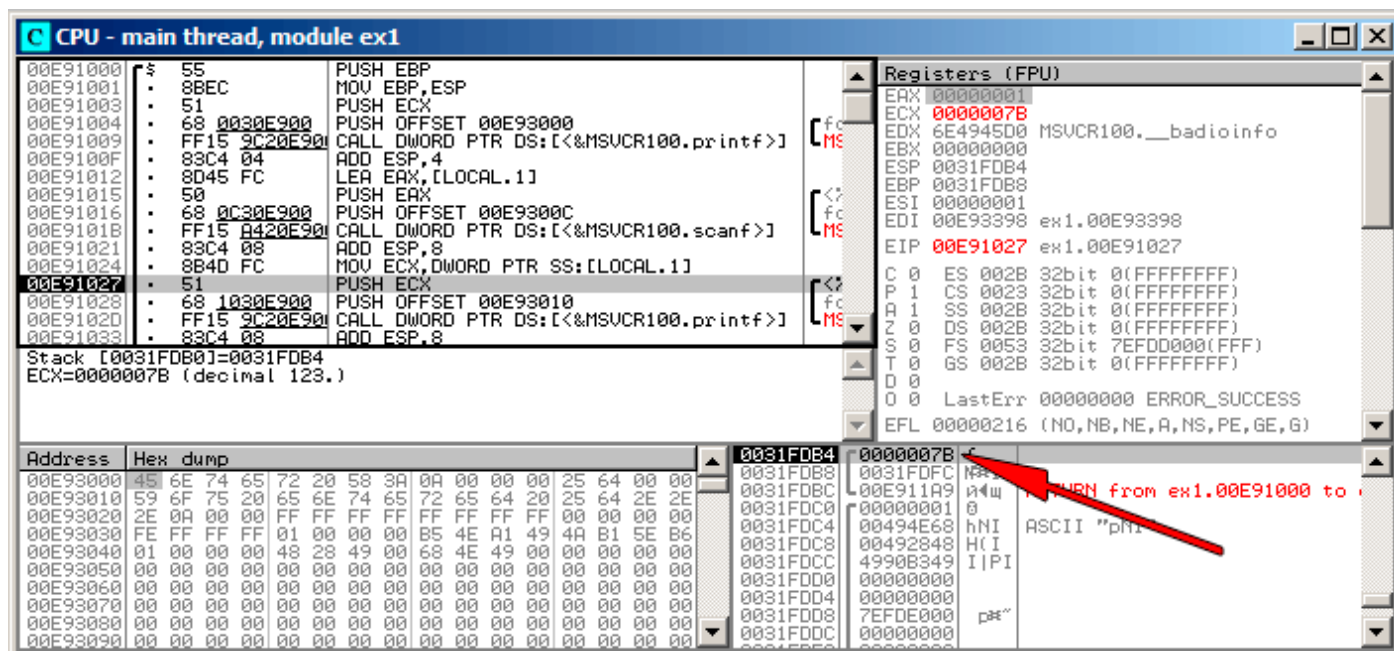 C CPU - main thread, module ex1
00E91000 $ 55 PUSH EBP
00E91001 . 8BEC MOV EBP,ESP
00E91003 . 51 PUSH ECX
00E91004 . 68 0030E900 PUSH OFFSET 00E93000
00E91009 . FF15 9C20E90 CALL DWORD PTR DS:[<&MSVCR100.printf>]
00E9100F . 83C4 04 ADD ESP,4
00E91012 . 8D45 FC LEA EAX,[LOCAL.1]
00E91015 . 50 PUSH EAX
00E91016 . 68 0C30E900 PUSH OFFSET 00E9300C
00E9101B . FF15 A420E90 CALL DWORD PTR DS:[<&MSVCR100.scanf>]
00E91021 . 83C4 08 ADD ESP,8
00E91024 . 8B4D FC MOV ECX,DWORD PTR SS:[LOCAL.1]
00E91027 . 51 PUSH ECX
00E91028 . 68 1030E900 PUSH OFFSET 00E93010
00E9102D . FF15 9C20E90 CALL DWORD PTR DS:[<&MSVCR100.printf>]
00E91033 . 83C4 08 ADD ESP,8
Stack [0031FDB0]=0031FDB4
ECX=0000007B (decimal 123.)
Registers (FPU)
EAX 00000001
ECX 0000007B
EDX 6E4945D0 MSVCR100.__badioinfo
EBX 00000000
ESP 0031FDB4
EBP 0031FDB8
ESI 00000001
EDI 00E93398 ex1.00E93398
EIP 00E91027 ex1.00E91027
C 0 ES 002B 32bit 0(FFFFFFFF)
P 1 CS 0023 32bit 0(FFFFFFFF)
A 1 SS 002B 32bit 0(FFFFFFFF)
Z 0 DS 002B 32bit 0(FFFFFFFF)
S 0 FS 0053 32bit 7EFDD000(FFF)
T 0 GS 002B 32bit 0(FFFFFFFF)
D 0
O 0 LastErr 00000000 ERROR_SUCCESS
EFL 00000216 (NO,NB,NE,A,NS,PE,GE,G)
Address Hex dump
00E93000 45 6E 74 65 72 20 58 3A 0A 00 00 00 25 64 00 00
00E93010 59 6F 75 20 65 6E 74 65 72 65 64 20 25 64 2E 2E
00E93020 2E 0A 00 00 FF FF FF FF FF FF FF FF 00 00 00 00
00E93030 FE FF FF FF 01 00 00 00 B5 4E A1 49 4A B1 5E B6
00E93040 01 00 00 00 48 28 49 00 68 4E 49 00 00 00 00 00
00E93050 00 00 00 00 00 00 00 00 00 00 00 00 00 00 00 00
00E93060 00 00 00 00 00 00 00 00 00 00 00 00 00 00 00 00
00E93070 00 00 00 00 00 00 00 00 00 00 00 00 00 00 00 00
00E93080 00 00 00 00 00 00 00 00 00 00 00 00 00 00 00 00
00E93090 00 00 00 00 00 00 00 00 00 00 00 00 00 00 00 00
0031FDB4 0000007B {
0031FDB8 0031FDFC
0031FDBC 00E911A9 from ex1.00E91000 to
0031FDC0 00000001
0031FDC4 00494E68 hNI ASCII "pNI
0031FDC8 00492848 H(I
0031FDCC 4990B349 I|PI
0031FDD0 00000000
0031FDD4 00000000
0031FDD8 7EFDE000
0031FDDC 00000000